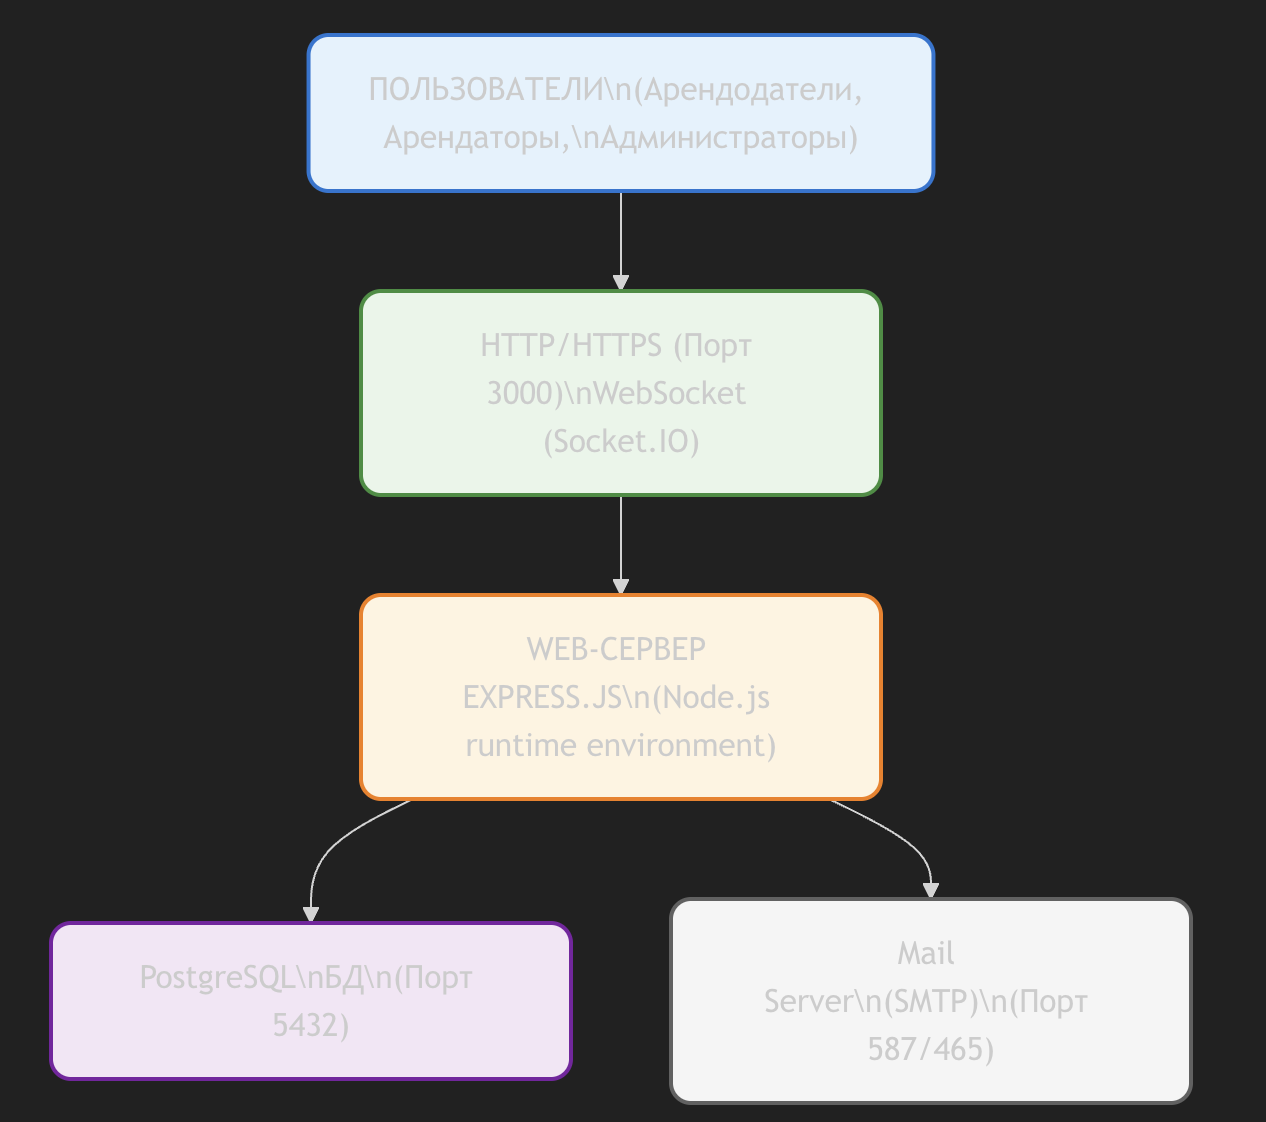 ПОЛЬЗОВАТЕЛИ\n(Арендодатели,
Арендаторы,\nАдминистраторы)
HTTP/HTTPS (Порт
3000)\nWebSocket
(Socket.IO)
WEB-СЕРВЕР
EXPRESS.JS\n(Node.js
runtime environment)
PostgreSQL\nБД\n(Порт
5432)
Mail
Server\n(SMTP)\n(Порт
587/465)